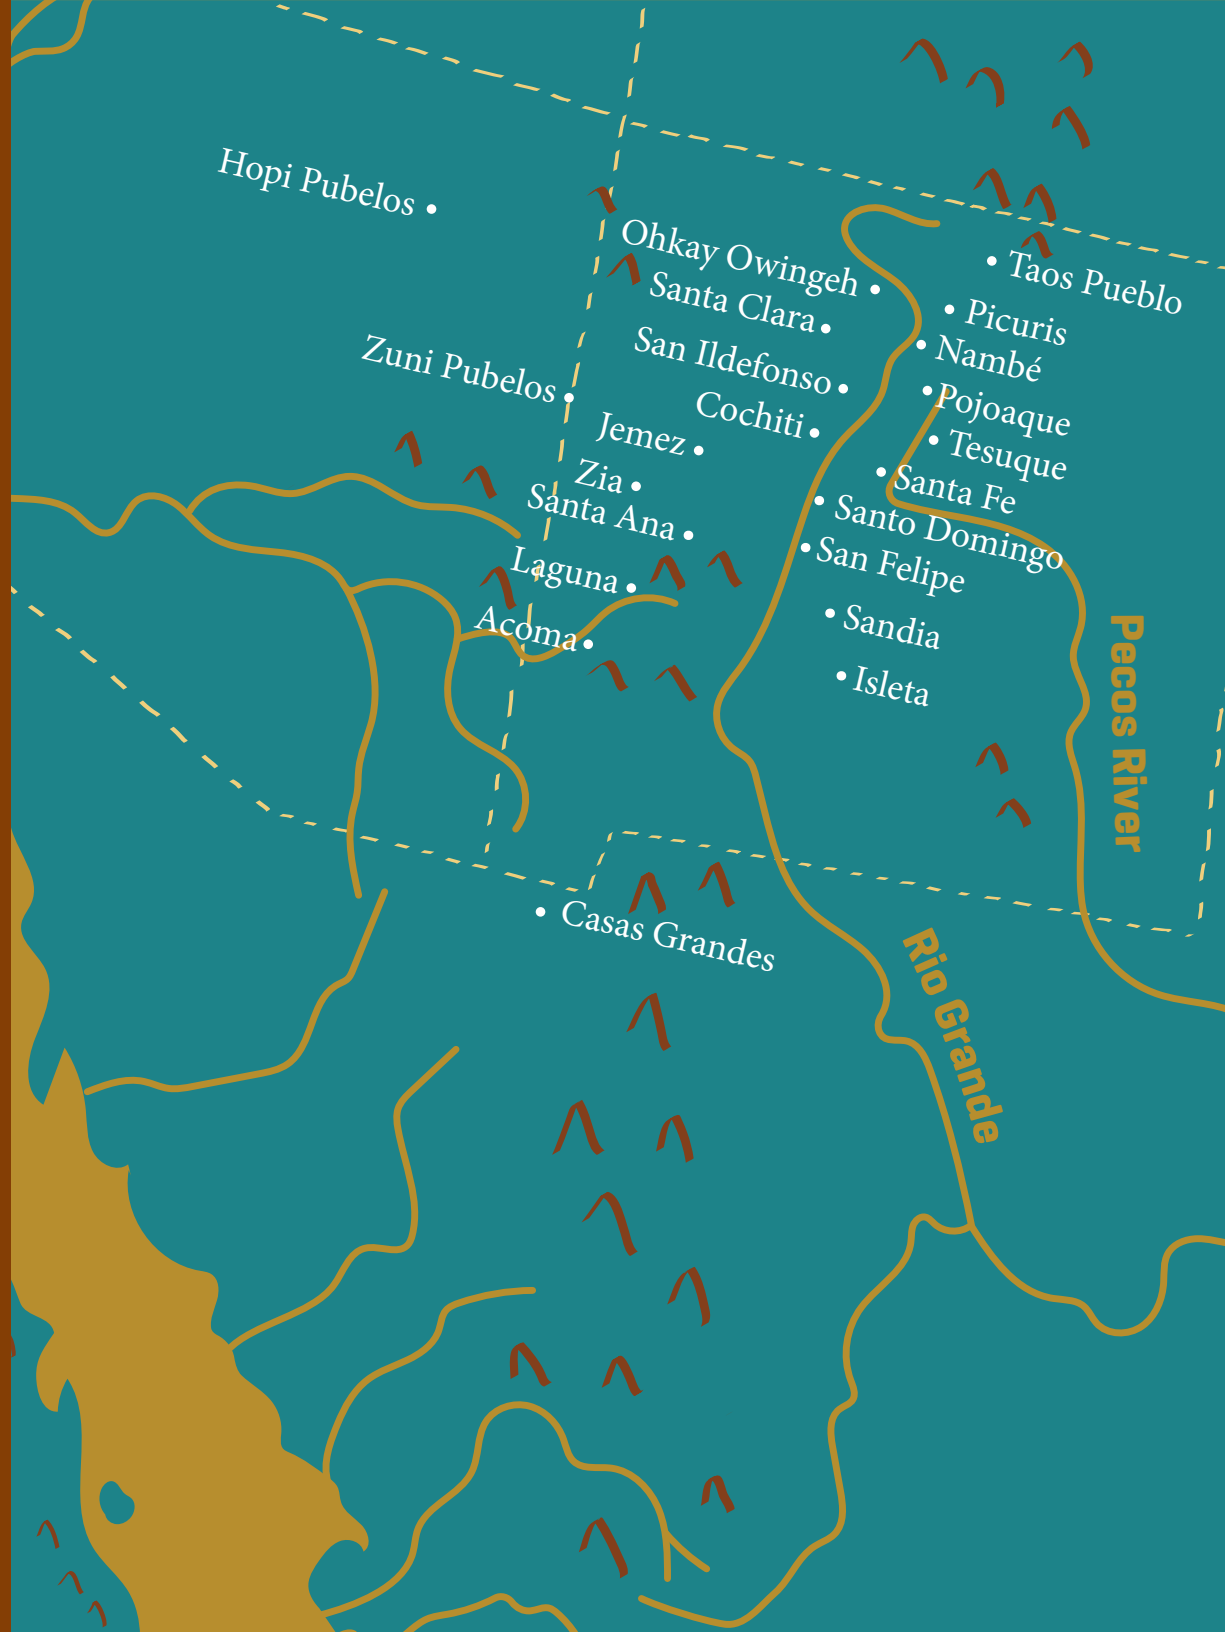 Hopi Pubelos
Ohkay Owingeh
Taos Pueblo
Santa Clara
Picuris
San Ildefonso
Nambé
Zuni Pubelos
Cochiti
Pojoaque
Jemez
Tesuque
Zia
Santa Fe
Santa Ana
Santo Domingo
Laguna
San Felipe
Acoma
Sandia
Isleta
Pecos River
Casas Grandes
Rio Grande